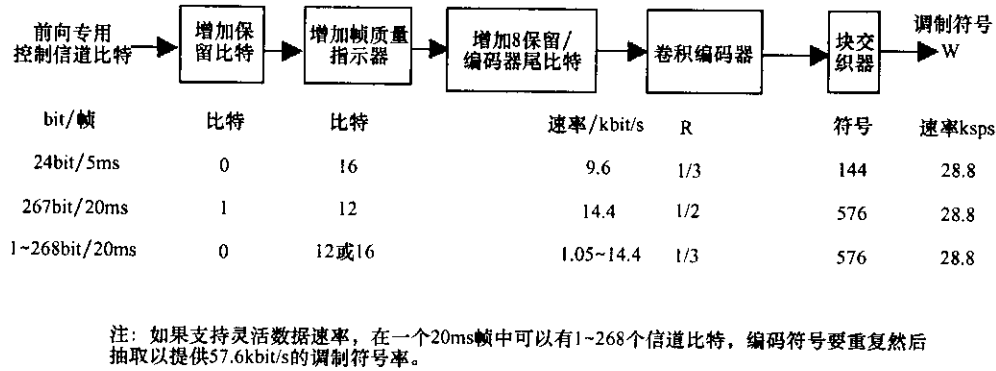 前向专用
控制信道比特
增加保
留比特
增加帧质量
指示器
增加8保留/
编码器尾比特
卷积编码器
块交
织器
调制符号
W
bit/帧 比特 比特 速率/kbit/s R 符号 速率ksps
24bit/5ms 0 16 9.6 1/3 144 28.8
267bit/20ms 1 12 14.4 1/2 576 28.8
1~268bit/20ms 0 12或16 1.05~14.4 1/3 576 28.8
注：如果支持灵活数据速率，在一个20ms帧中可以有1~268个信道比特，编码符号要重复然后
抽取以提供57.6kbit/s的调制符号率。